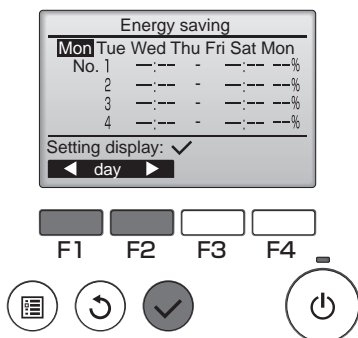 Energy saving
Mon Tue Wed Thu Fri Sat Mon
No. 1 —:-- - —:-- --%
2 —:-- - —:-- --%
3 —:-- - —:-- --%
4 —:-- - —:-- --%
Setting display: ✓
◀ day ▶
F1 F2 F3 F4